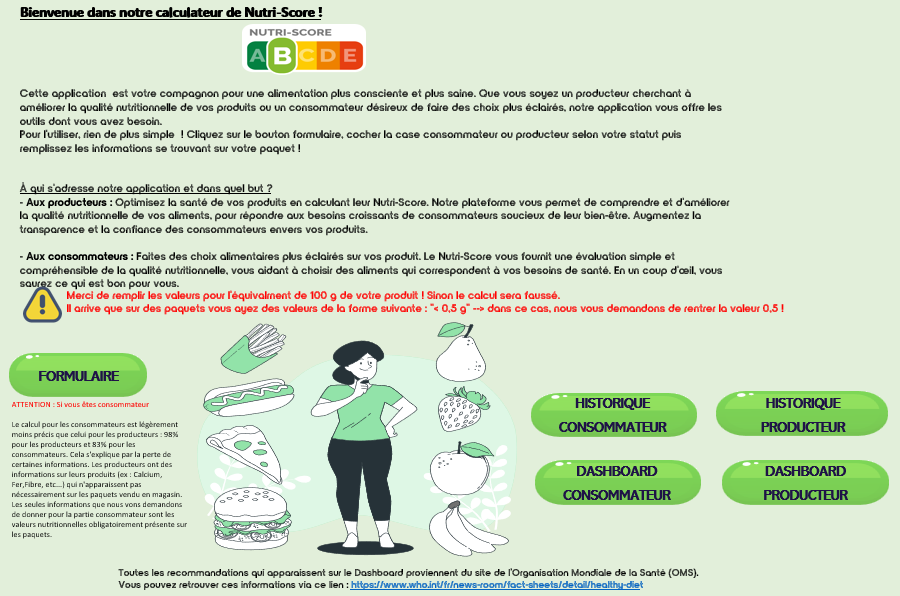 Bienvenue dans notre calculateur de Nutri-Score !
NUTRI-SCORE
A B C D E
Cette application est votre compagnon pour une alimentation plus consciente et plus saine. Que vous soyez un producteur cherchant à
améliorer la qualité nutritionnelle de vos produits ou un consommateur désireux de faire des choix plus éclairés, notre application vous offre les
outils dont vous avez besoin.
Pour l'utiliser, rien de plus simple ! Cliquez sur le bouton formulaire, cocher la case consommateur ou producteur selon votre statut puis
remplissez les informations se trouvant sur votre paquet !
À qui s'adresse notre application et dans quel but ?
- Aux producteurs : Optimisez la santé de vos produits en calculant leur Nutri-Score. Notre plateforme vous permet de comprendre et d'améliorer
la qualité nutritionnelle de vos aliments, pour répondre aux besoins croissants de consommateurs soucieux de leur bien-être. Augmentez la
transparence et la confiance des consommateurs envers vos produits.
- Aux consommateurs : Faites des choix alimentaires plus éclairés sur vos produit. Le Nutri-Score vous fournit une évaluation simple et
compréhensible de la qualité nutritionnelle, vous aidant à choisir des aliments qui correspondent à vos besoins de santé. En un coup d'œil, vous
saurez ce qui est bon pour vous.
Merci de remplir les valeurs pour l'équivalment de 100 g de votre produit ! Sinon le calcul sera faussé.
Il arrive que sur des paquets vous ayez des valeurs de la forme suivante : "< 0,5 g" --> dans ce cas, nous vous demandons de rentrer la valeur 0,5 !
FORMULAIRE
ATTENTION : Si vous êtes consommateur
Le calcul pour les consommateurs est légèrement
moins précis que celui pour les producteurs : 98%
pour les producteurs et 83% pour les
consommateurs. Cela s'explique par la perte de
certaines informations. Les producteurs ont des
informations sur leurs produits (ex : Calcium,
Fer,Fibre, etc...) qui n'apparaissent pas
nécessairement sur les paquets vendu en magasin.
Les seules informations que nous vons demandons
de donner pour la partie consommateur sont les
valeurs nutritionnelles obligatoirement présente sur
les paquets.
HISTORIQUE
CONSOMMATEUR
HISTORIQUE
PRODUCTEUR
DASHBOARD
CONSOMMATEUR
DASHBOARD
PRODUCTEUR
Toutes les recommandations qui apparaissent sur le Dashboard proviennent du site de l'Organisation Mondiale de la Santé (OMS).
Vous pouvez retrouver ces informations via ce lien : https://www.who.int/fr/news-room/fact-sheets/detail/healthy-diet